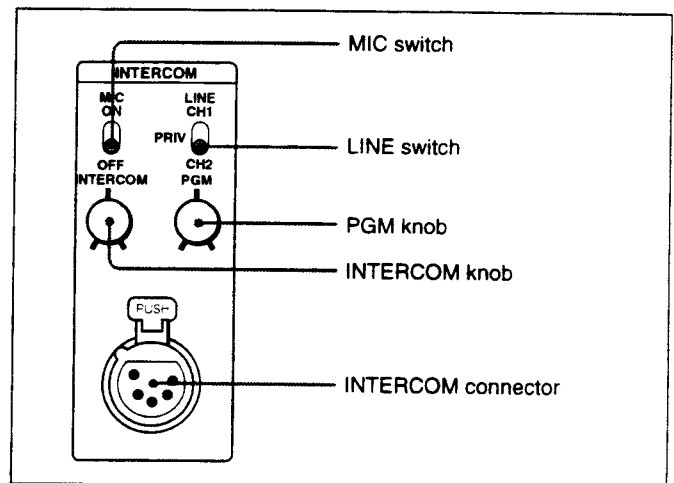 MIC switch
INTERCOM
MIC
ON
LINE
CH1
PRIV
LINE switch
OFF
INTERCOM
CH2
PGM
PGM knob
INTERCOM knob
PUSH
INTERCOM connector